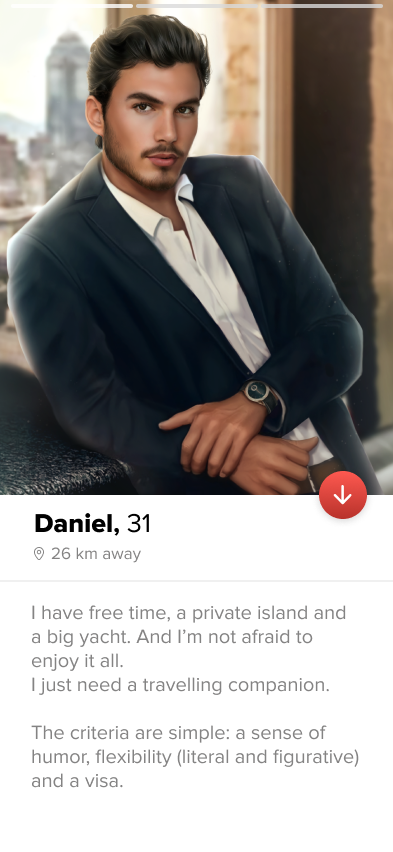 Daniel, 31
26 km away
I have free time, a private island and
a big yacht. And I’m not afraid to
enjoy it all.
I just need a travelling companion.
The criteria are simple: a sense of
humor, flexibility (literal and figurative)
and a visa.